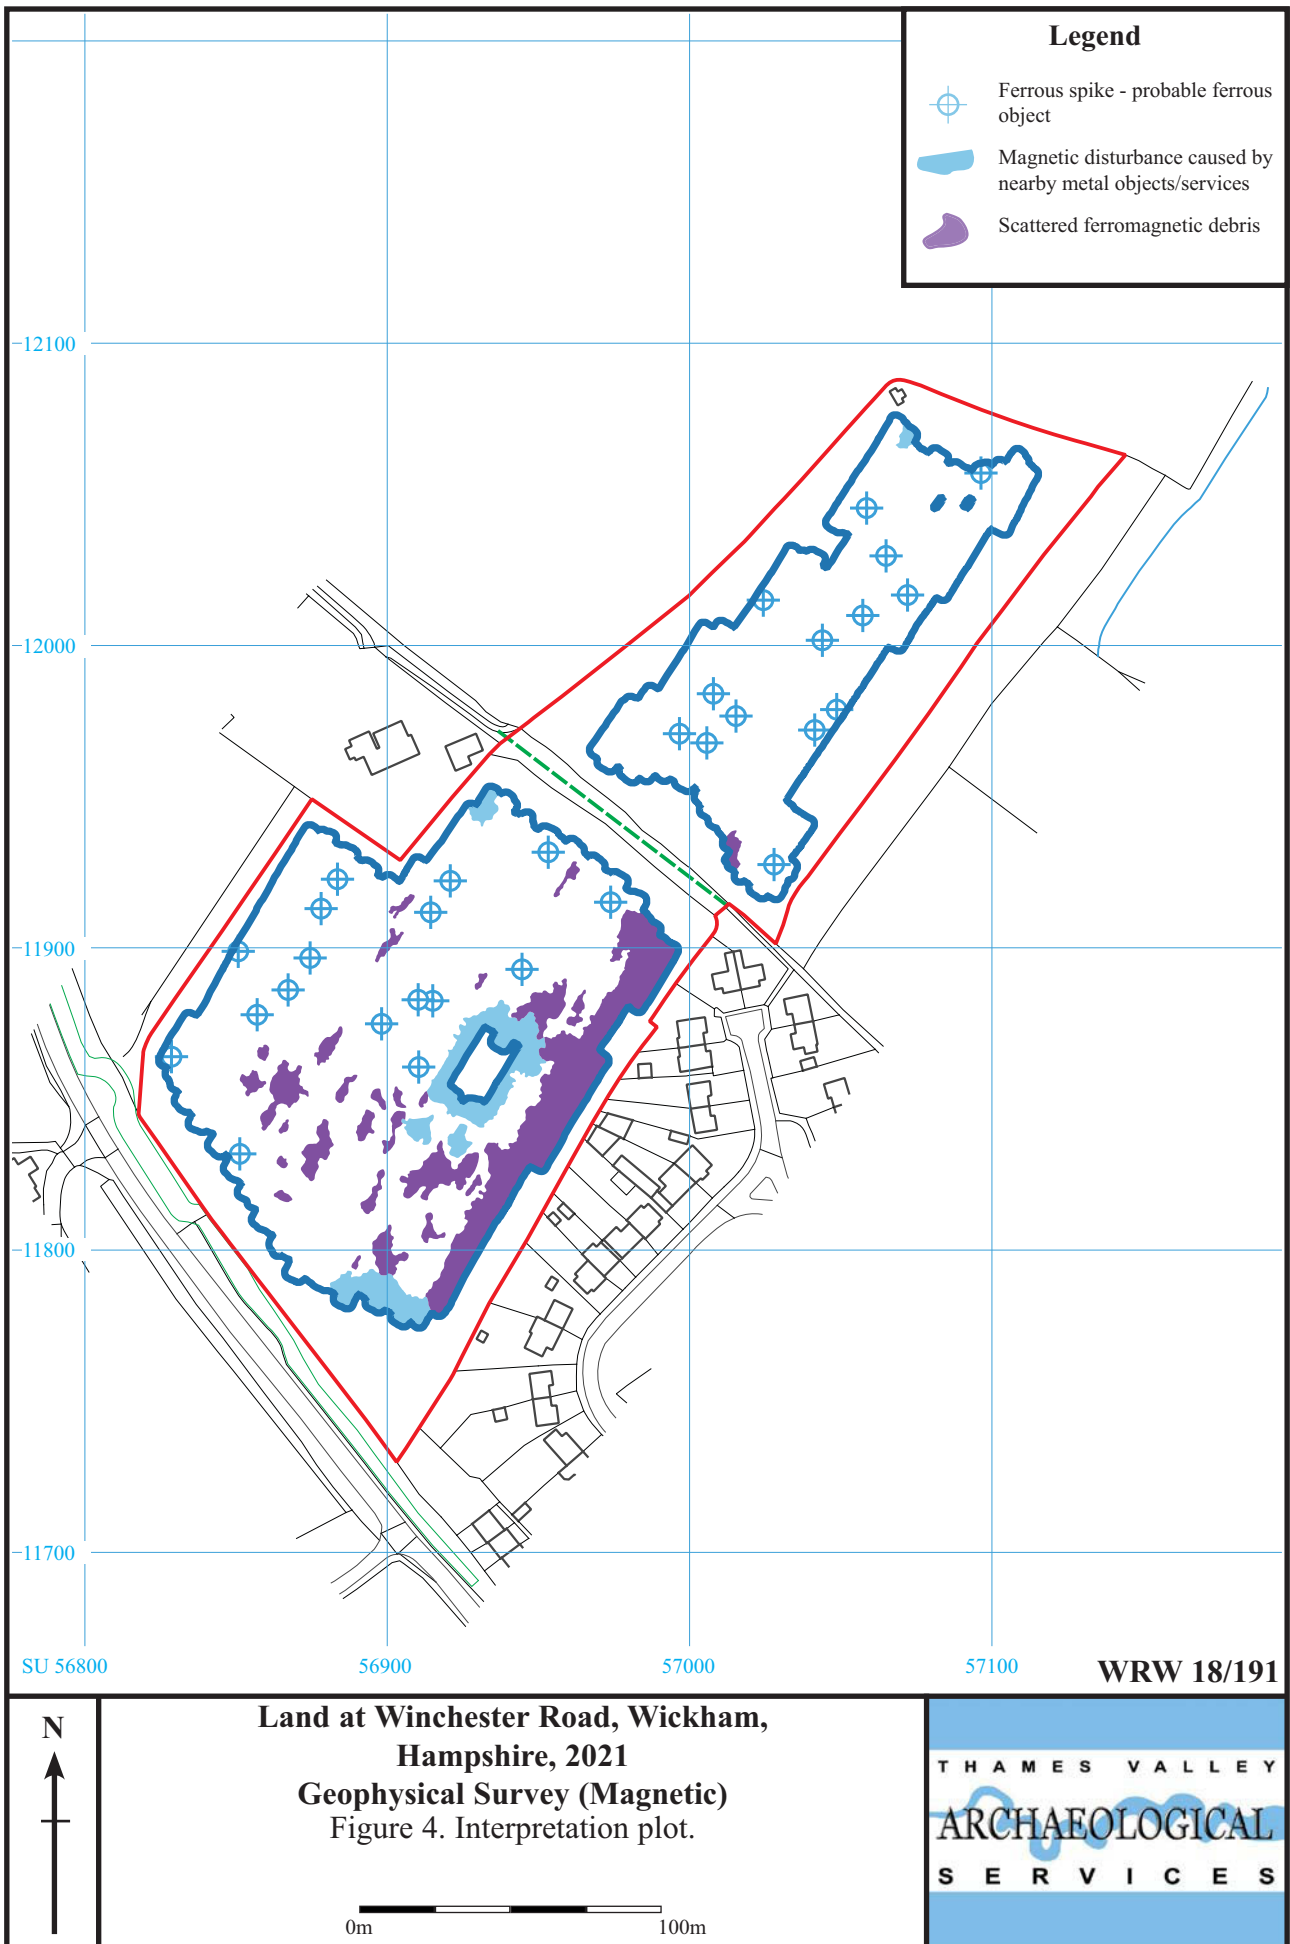 Legend
Ferrous spike - probable ferrous
object
Magnetic disturbance caused by
nearby metal objects/services
Scattered ferromagnetic debris
12100
12000
11900
11800
11700
SU 56800
56900
57000
57100
WRW 18/191
N
Land at Winchester Road, Wickham,
Hampshire, 2021
Geophysical Survey (Magnetic)
Figure 4. Interpretation plot.
0m
100m
THAMES VALLEY
ARCHAEOLOGICAL
SERVICES